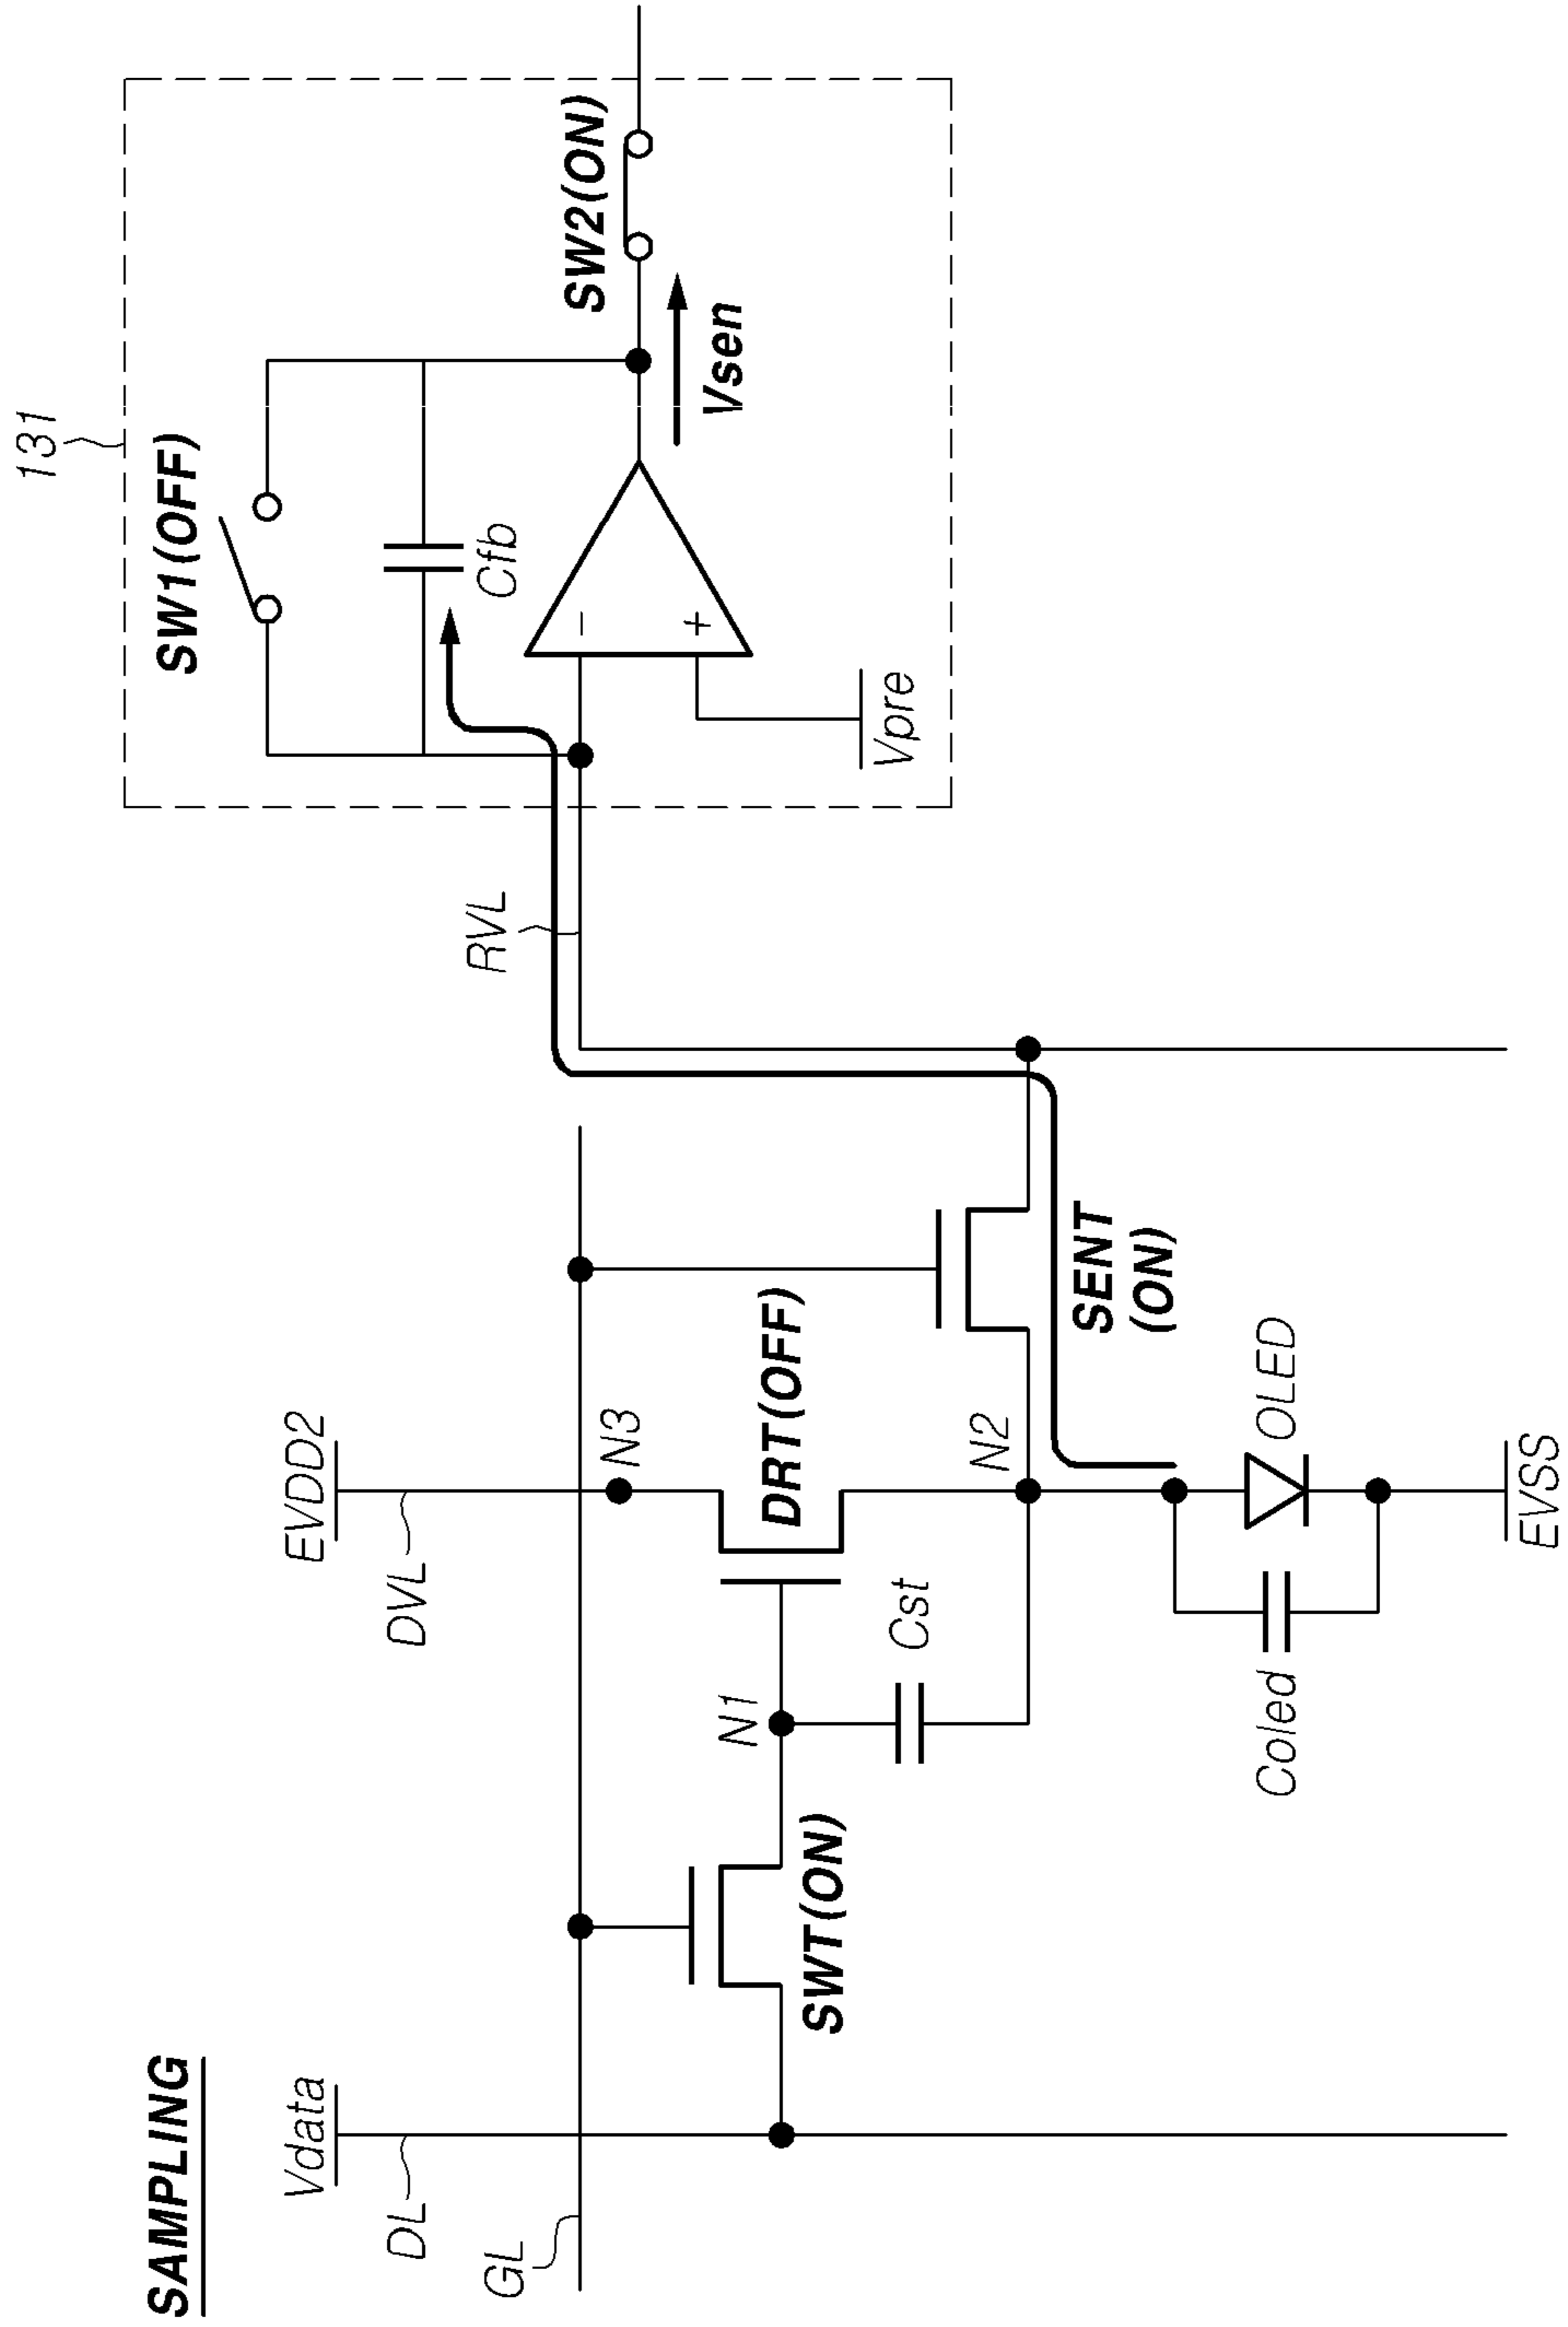 SAMPLING
131
SW1(OFF)
Vdata
EVDD2
DL
DVL
RVL
Cfb
SW2(ON)
GL
N3
−
+
Vsen
N1
DRT(OFF)
SWT(ON)
Cst
N2
Vpre
SENT
(ON)
Coled
OLED
EVSS